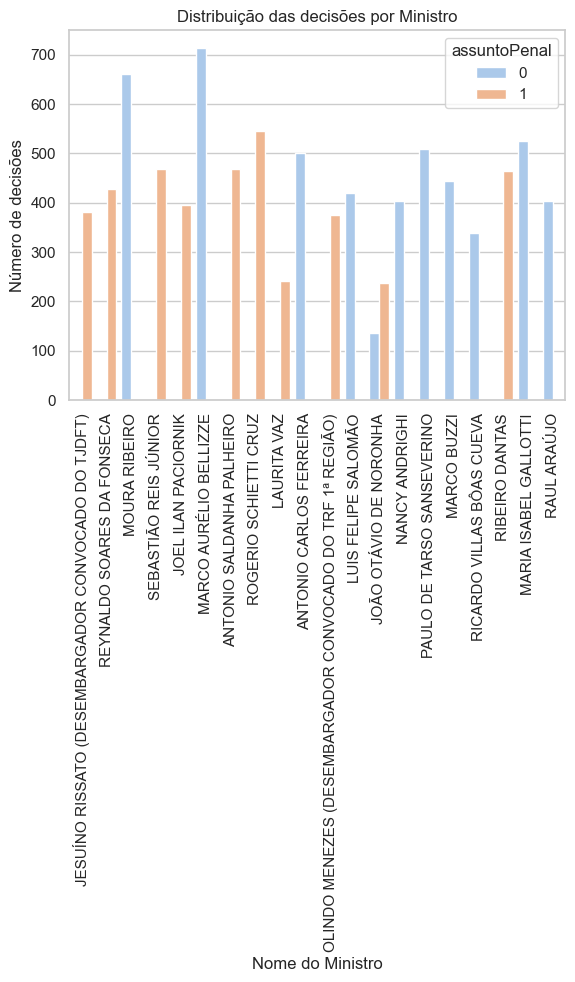 Distribuição das decisões por Ministro
assuntoPenal
0
1
Número de decisões
700
600
500
400
300
200
100
0
JESUÍNO RISSATO (DESEMBARGADOR CONVOCADO DO TJDFT)
REYNALDO SOARES DA FONSECA
MOURA RIBEIRO
SEBASTIÃO REIS JÚNIOR
JOEL ILAN PACIORNIK
MARCO AURÉLIO BELLIZZE
ANTONIO SALDANHA PALHEIRO
ROGERIO SCHIETTI CRUZ
LAURITA VAZ
ANTONIO CARLOS FERREIRA
OLINDO MENEZES (DESEMBARGADOR CONVOCADO DO TRF 1ª REGIÃO)
LUIS FELIPE SALOMÃO
JOÃO OTÁVIO DE NORONHA
NANCY ANDRIGHI
PAULO DE TARSO SANSEVERINO
MARCO BUZZI
RICARDO VILLAS BÔAS CUEVA
RIBEIRO DANTAS
MARIA ISABEL GALLOTTI
RAUL ARAÚJO
Nome do Ministro